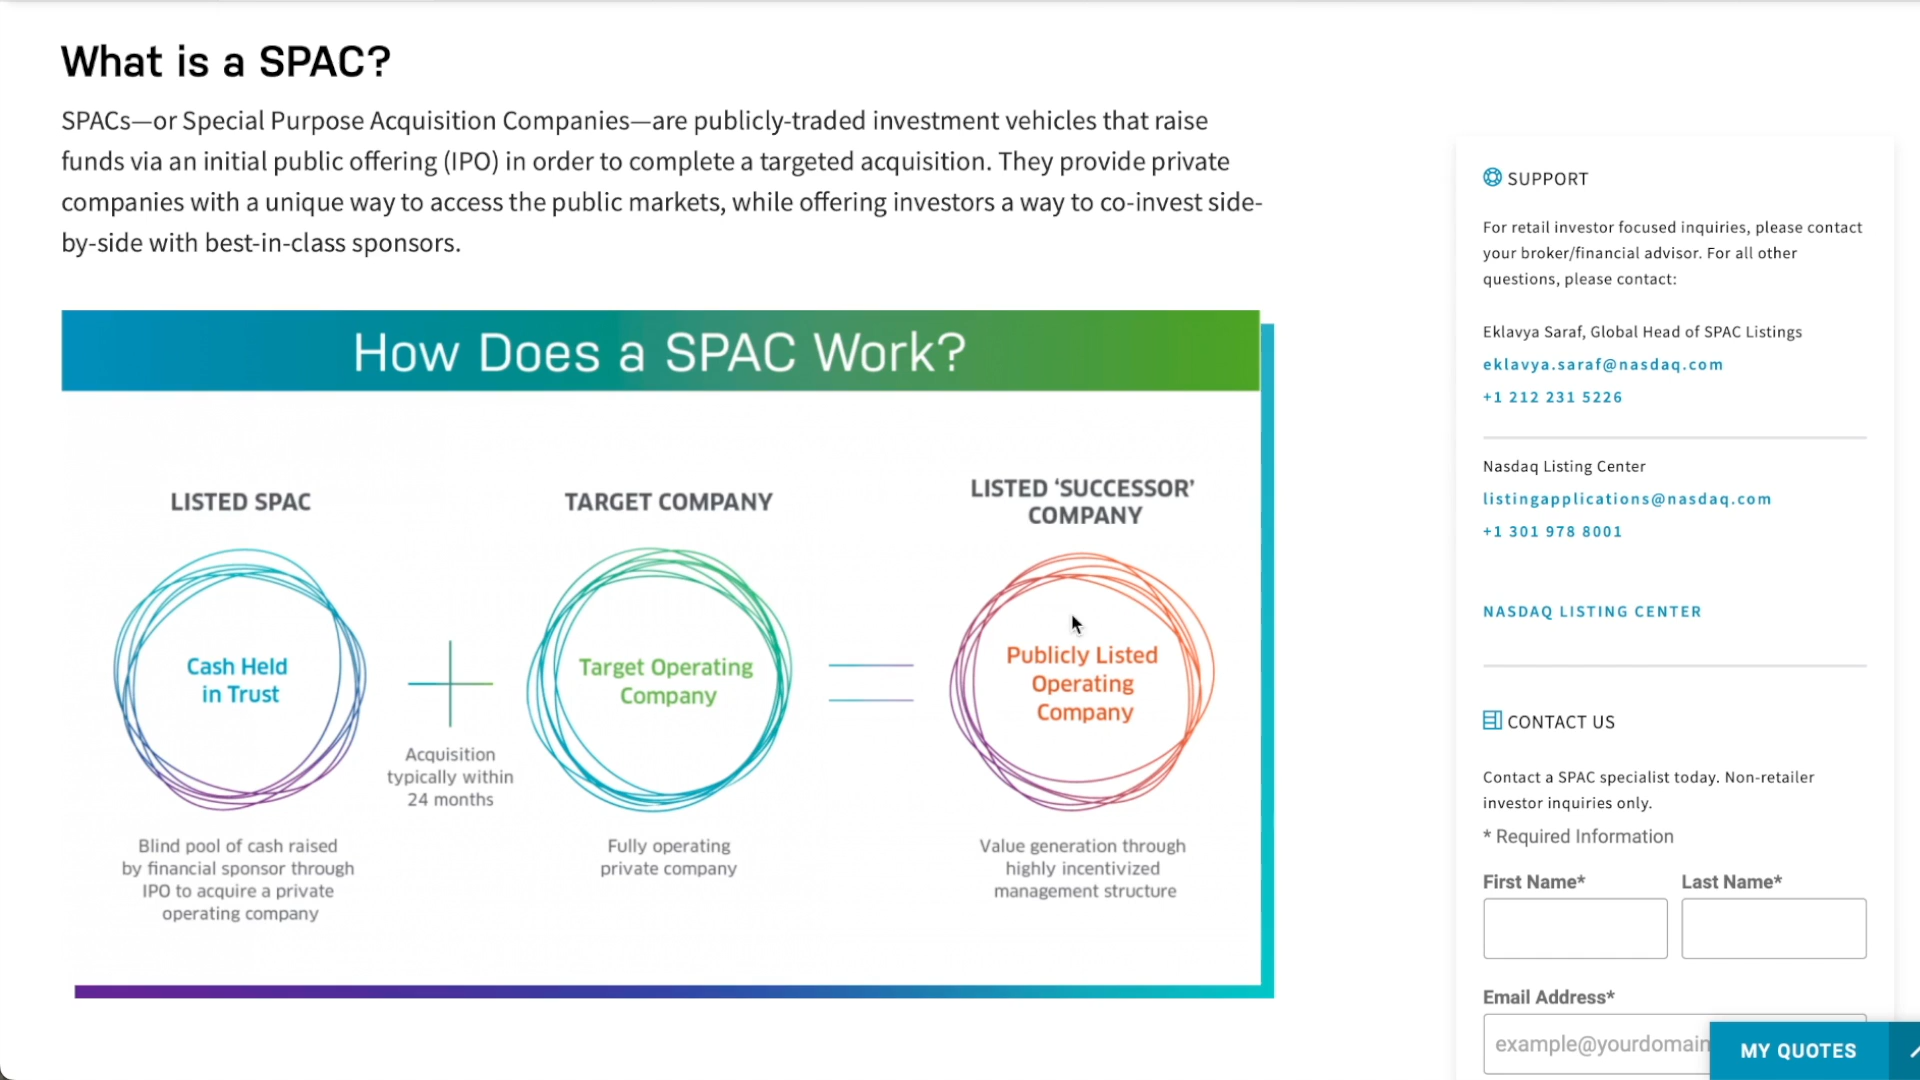 What is a SPAC?
SPACs—or Special Purpose Acquisition Companies—are publicly-traded investment vehicles that raise
funds via an initial public offering (IPO) in order to complete a targeted acquisition. They provide private
companies with a unique way to access the public markets, while offering investors a way to co-invest side-
by-side with best-in-class sponsors.
How Does a SPAC Work?
LISTED SPAC
Cash Held
in Trust
Blind pool of cash raised
by financial sponsor through
IPO to acquire a private
operating company
Acquisition
typically within
24 months
TARGET COMPANY
Target Operating
Company
Fully operating
private company
LISTED ‘SUCCESSOR’
COMPANY
Publicly Listed
Operating
Company
Value generation through
highly incentivized
management structure
SUPPORT
For retail investor focused inquiries, please contact
your broker/financial advisor. For all other
questions, please contact:
Eklavya Saraf, Global Head of SPAC Listings
eklavya.saraf@nasdaq.com
+1 212 231 5226
Nasdaq Listing Center
listingapplications@nasdaq.com
+1 301 978 8001
NASDAQ LISTING CENTER
CONTACT US
Contact a SPAC specialist today. Non-retailer
investor inquiries only.
* Required Information
First Name* Last Name*
Email Address*
example@yourdomain
MY QUOTES